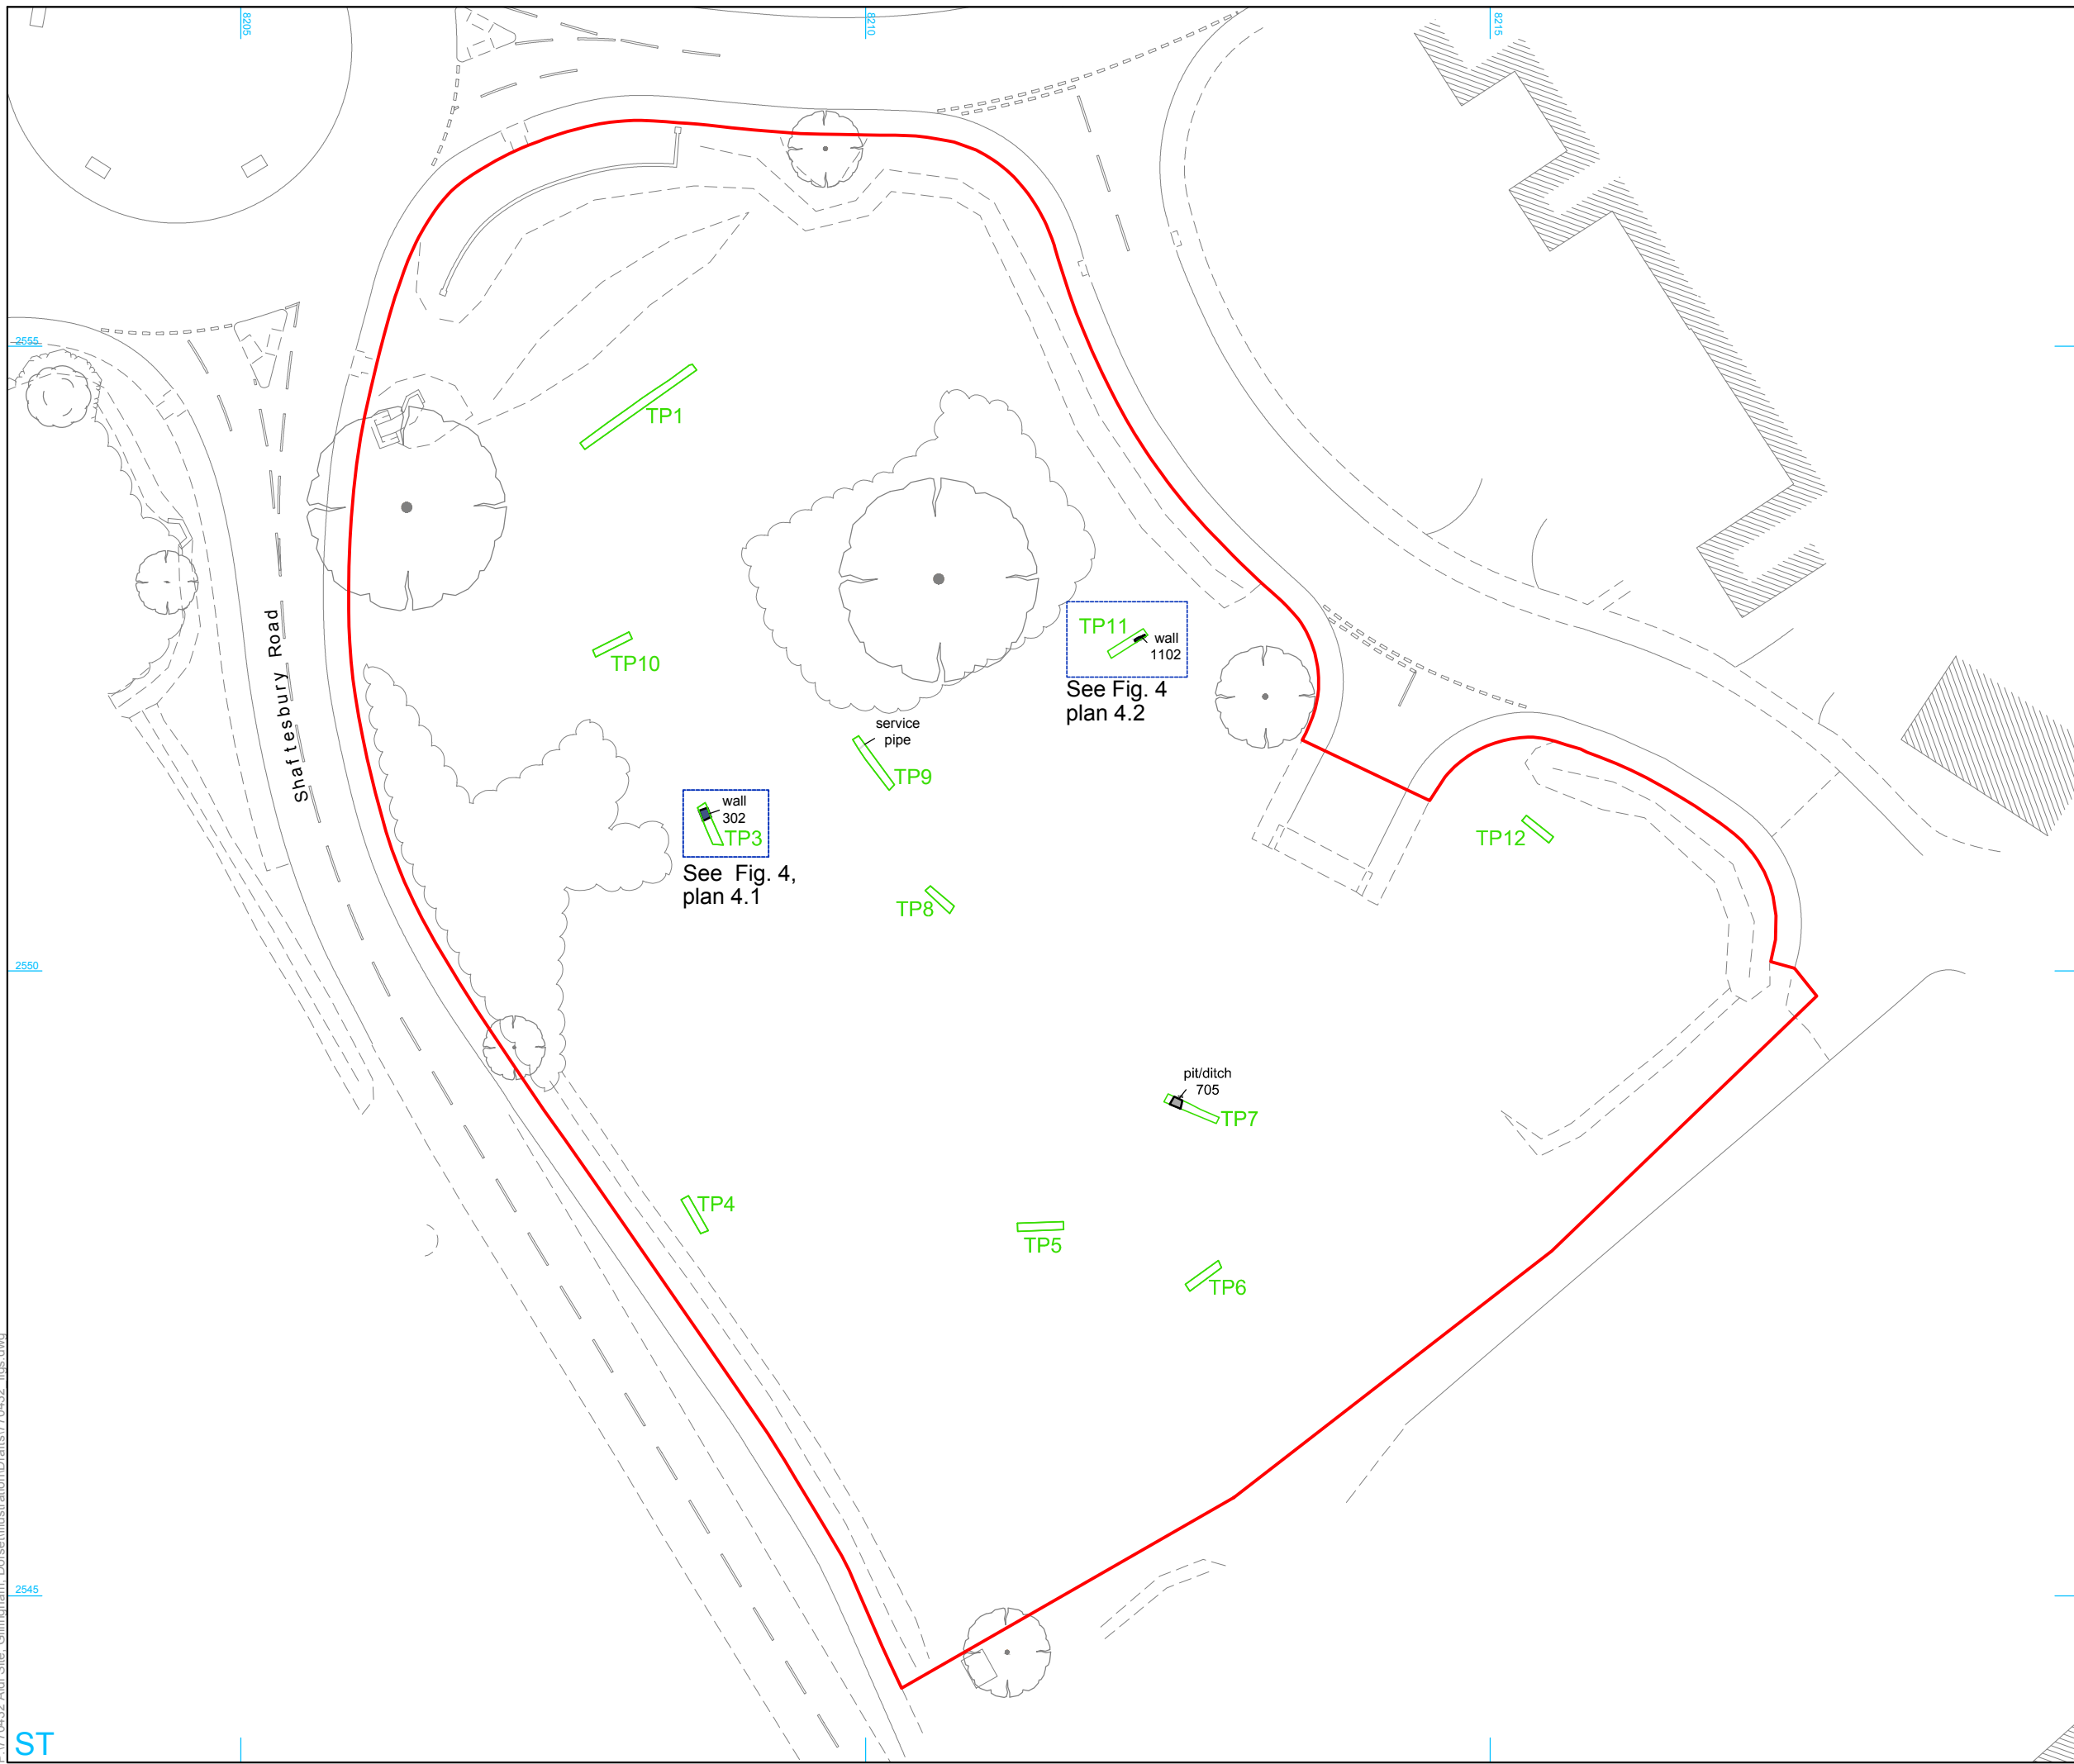 8205
8210
8215
2555
TP1
Shaftesbury Road
TP10
TP11
wall
1102
See Fig. 4
plan 4.2
service
pipe
TP9
wall
302
TP3
See Fig. 4,
plan 4.1
TP12
TP8
2550
pit/ditch
705
TP7
TP4
TP5
TP6
2545
ST